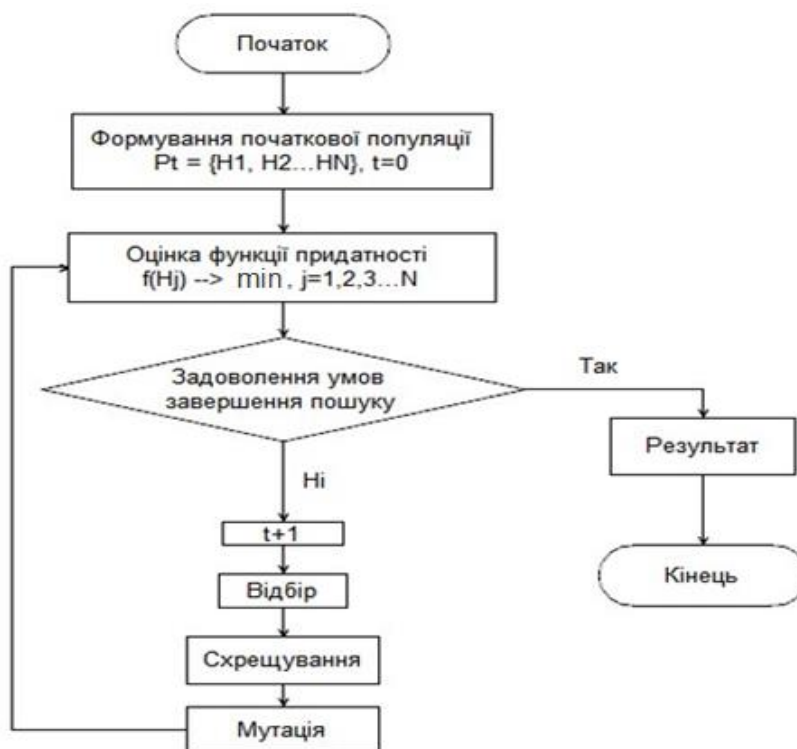 Початок
Формування початкової популяції
Pt = {H1, H2...HN}, t=0
Оцінка функції придатності
f(Hj) --> min, j=1,2,3...N
Задоволення умов
завершення пошуку
Так
Результат
Ні
t+1
Відбір
Кінець
Схрещування
Мутація